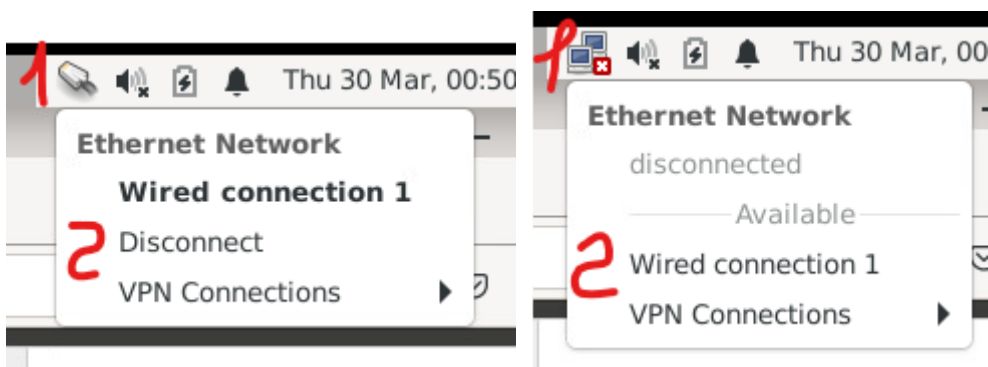 1
Thu 30 Mar, 00:50
Ethernet Network
Wired connection 1
2
Disconnect
VPN Connections
1
Thu 30 Mar, 00
Ethernet Network
disconnected
Available
2
Wired connection 1
VPN Connections